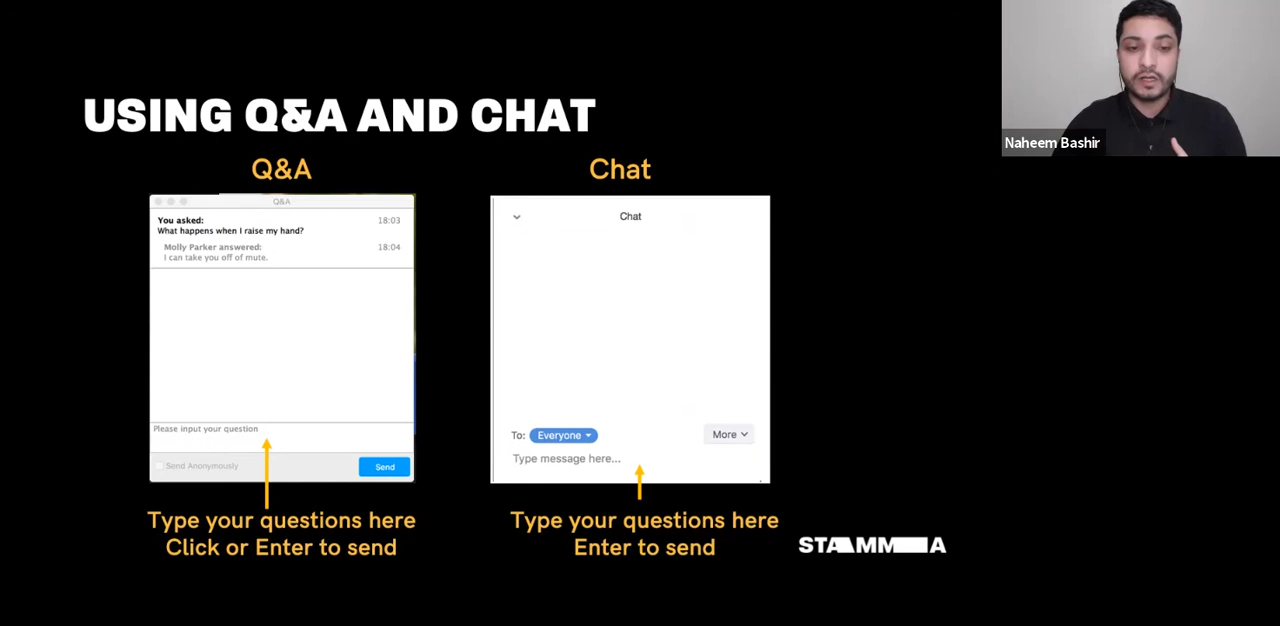 USING Q&A AND CHAT
Naheem Bashir
Q&A
Chat
Q&A
You asked: 18:03
What happens when I raise my hand?
Molly Parker answered: 18:04
I can take you off of mute.
Please input your question
Send Anonymously
Send
Chat
To: Everyone
More
Type message here...
Type your questions here
Click or Enter to send
Type your questions here
Enter to send
STAMMA